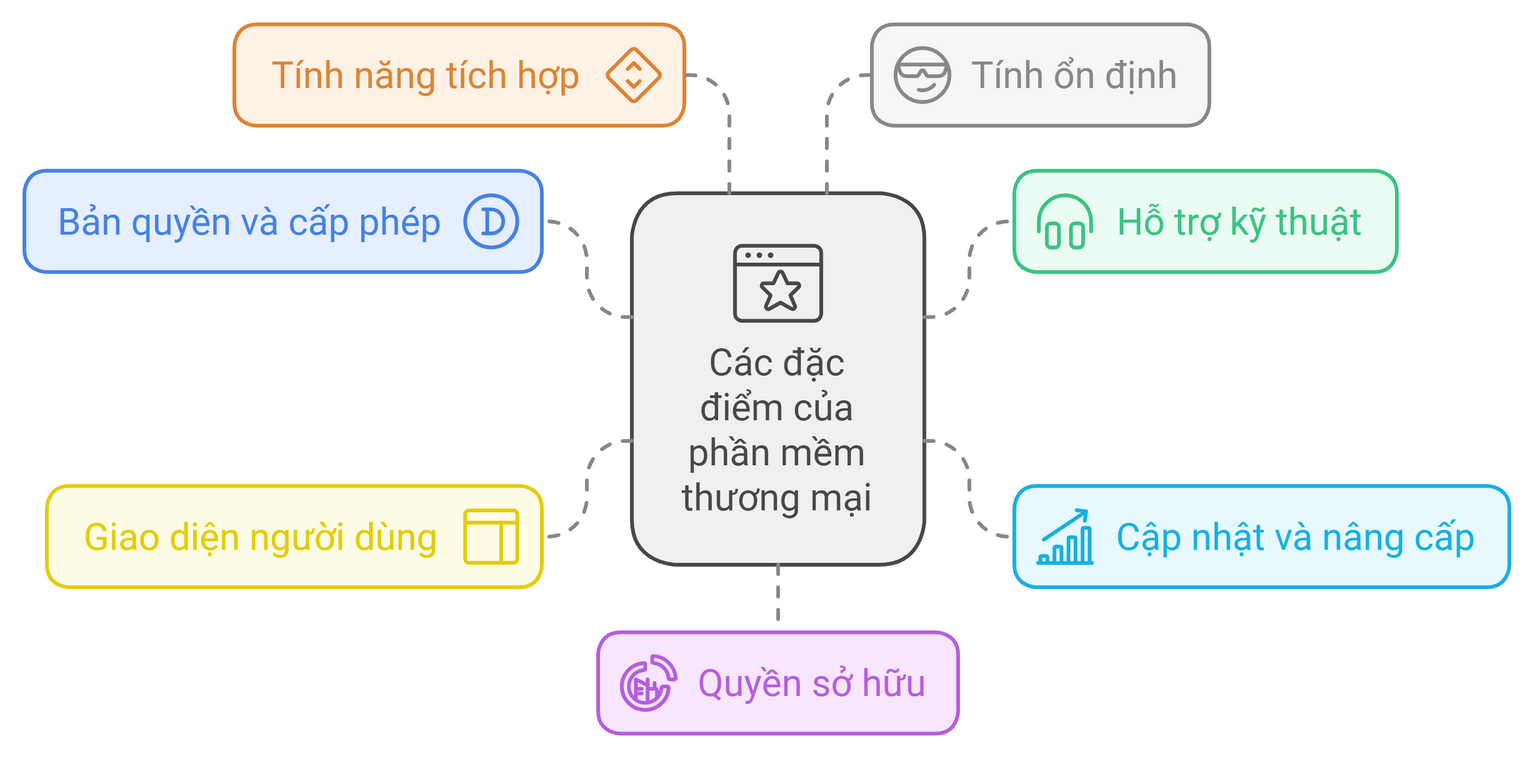 Tính năng tích hợp
Tính ổn định
Bản quyền và cấp phép
D
Hỗ trợ kỹ thuật
Các đặc
điểm của
phần mềm
thương mại
Giao diện người dùng
Cập nhật và nâng cấp
Quyền sở hữu